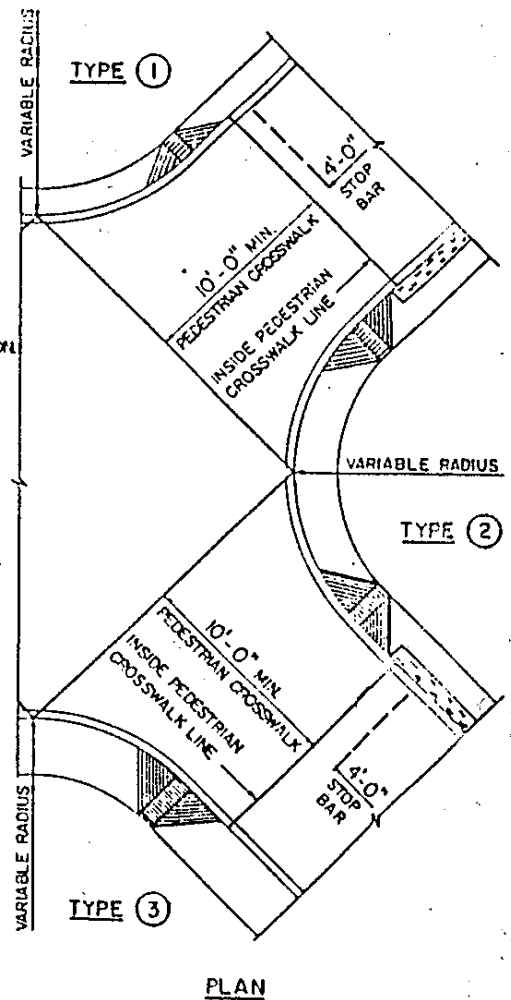 VARIABLE RADIUS
TYPE 1
4'-0"
STOP
BAR
10'-0" MIN.
PEDESTRIAN CROSSWALK
INSIDE PEDESTRIAN
CROSSWALK LINE
VARIABLE RADIUS
TYPE 2
10'-0" MIN.
PEDESTRIAN CROSSWALK
INSIDE PEDESTRIAN
CROSSWALK LINE
4'-0"
STOP
BAR
VARIABLE RADIUS
TYPE 3
PLAN